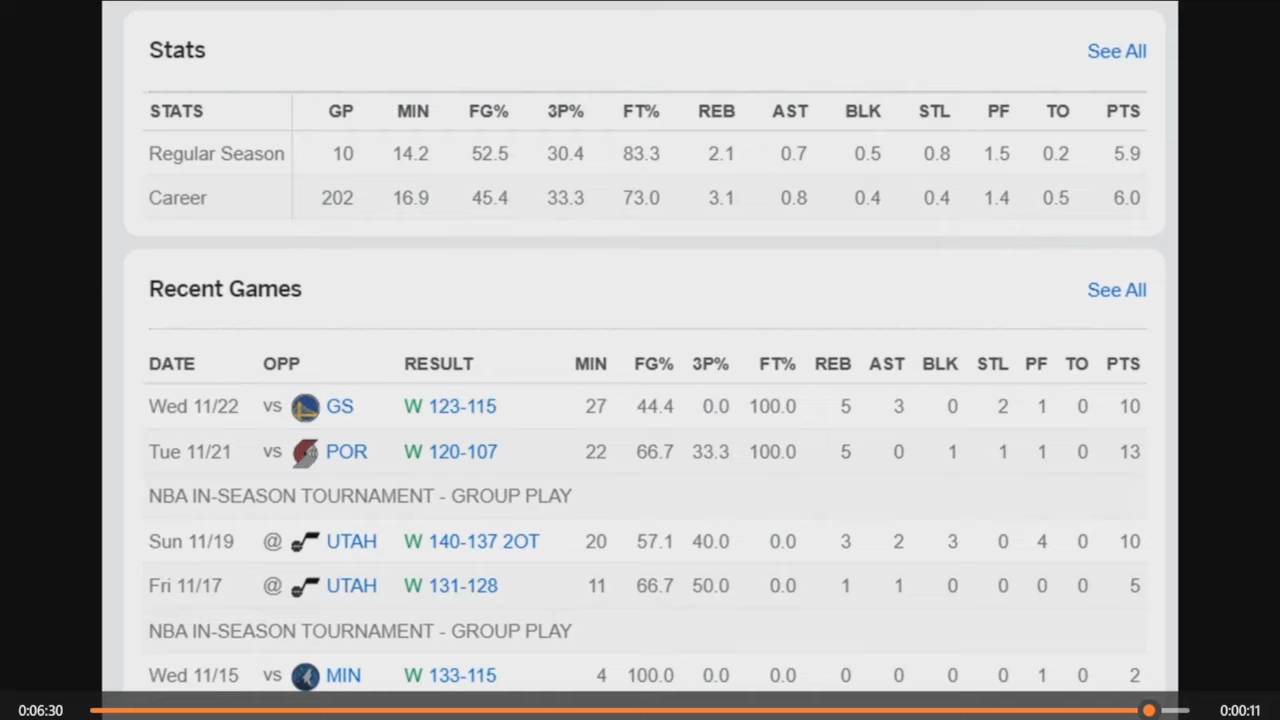 Stats
See All
STATS GP MIN FG% 3P% FT% REB AST BLK STL PF TO PTS
Regular Season 10 14.2 52.5 30.4 83.3 2.1 0.7 0.5 0.8 1.5 0.2 5.9
Career 202 16.9 45.4 33.3 73.0 3.1 0.8 0.4 0.4 1.4 0.5 6.0
Recent Games
See All
DATE OPP RESULT MIN FG% 3P% FT% REB AST BLK STL PF TO PTS
Wed 11/22 vs GS W 123-115 27 44.4 0.0 100.0 5 3 0 2 1 0 10
Tue 11/21 vs POR W 120-107 22 66.7 33.3 100.0 5 0 1 1 1 0 13
NBA IN-SEASON TOURNAMENT - GROUP PLAY
Sun 11/19 @ UTAH W 140-137 2OT 20 57.1 40.0 0.0 3 2 3 0 4 0 10
Fri 11/17 @ UTAH W 131-128 11 66.7 50.0 0.0 1 1 0 0 0 0 5
NBA IN-SEASON TOURNAMENT - GROUP PLAY
Wed 11/15 vs MIN W 133-115 4 100.0 0.0 0.0 0 0 0 0 1 0 2
0:06:30
0:00:11